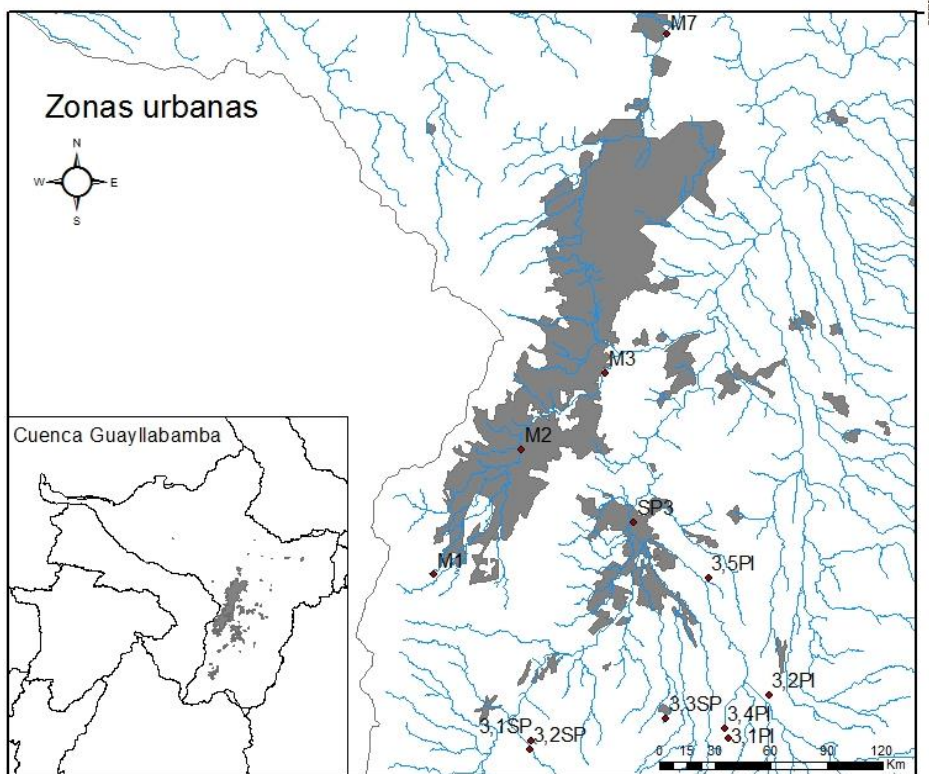 M7
Zonas urbanas
N
W E
S
M3
Cuenca Guayllabamba
M2
SP3
M1
3,5PI
3,2PI
3,3SP
3,4PI
3,1SP
3,2SP
3,1PI
0 15 30 60 90 120
Km